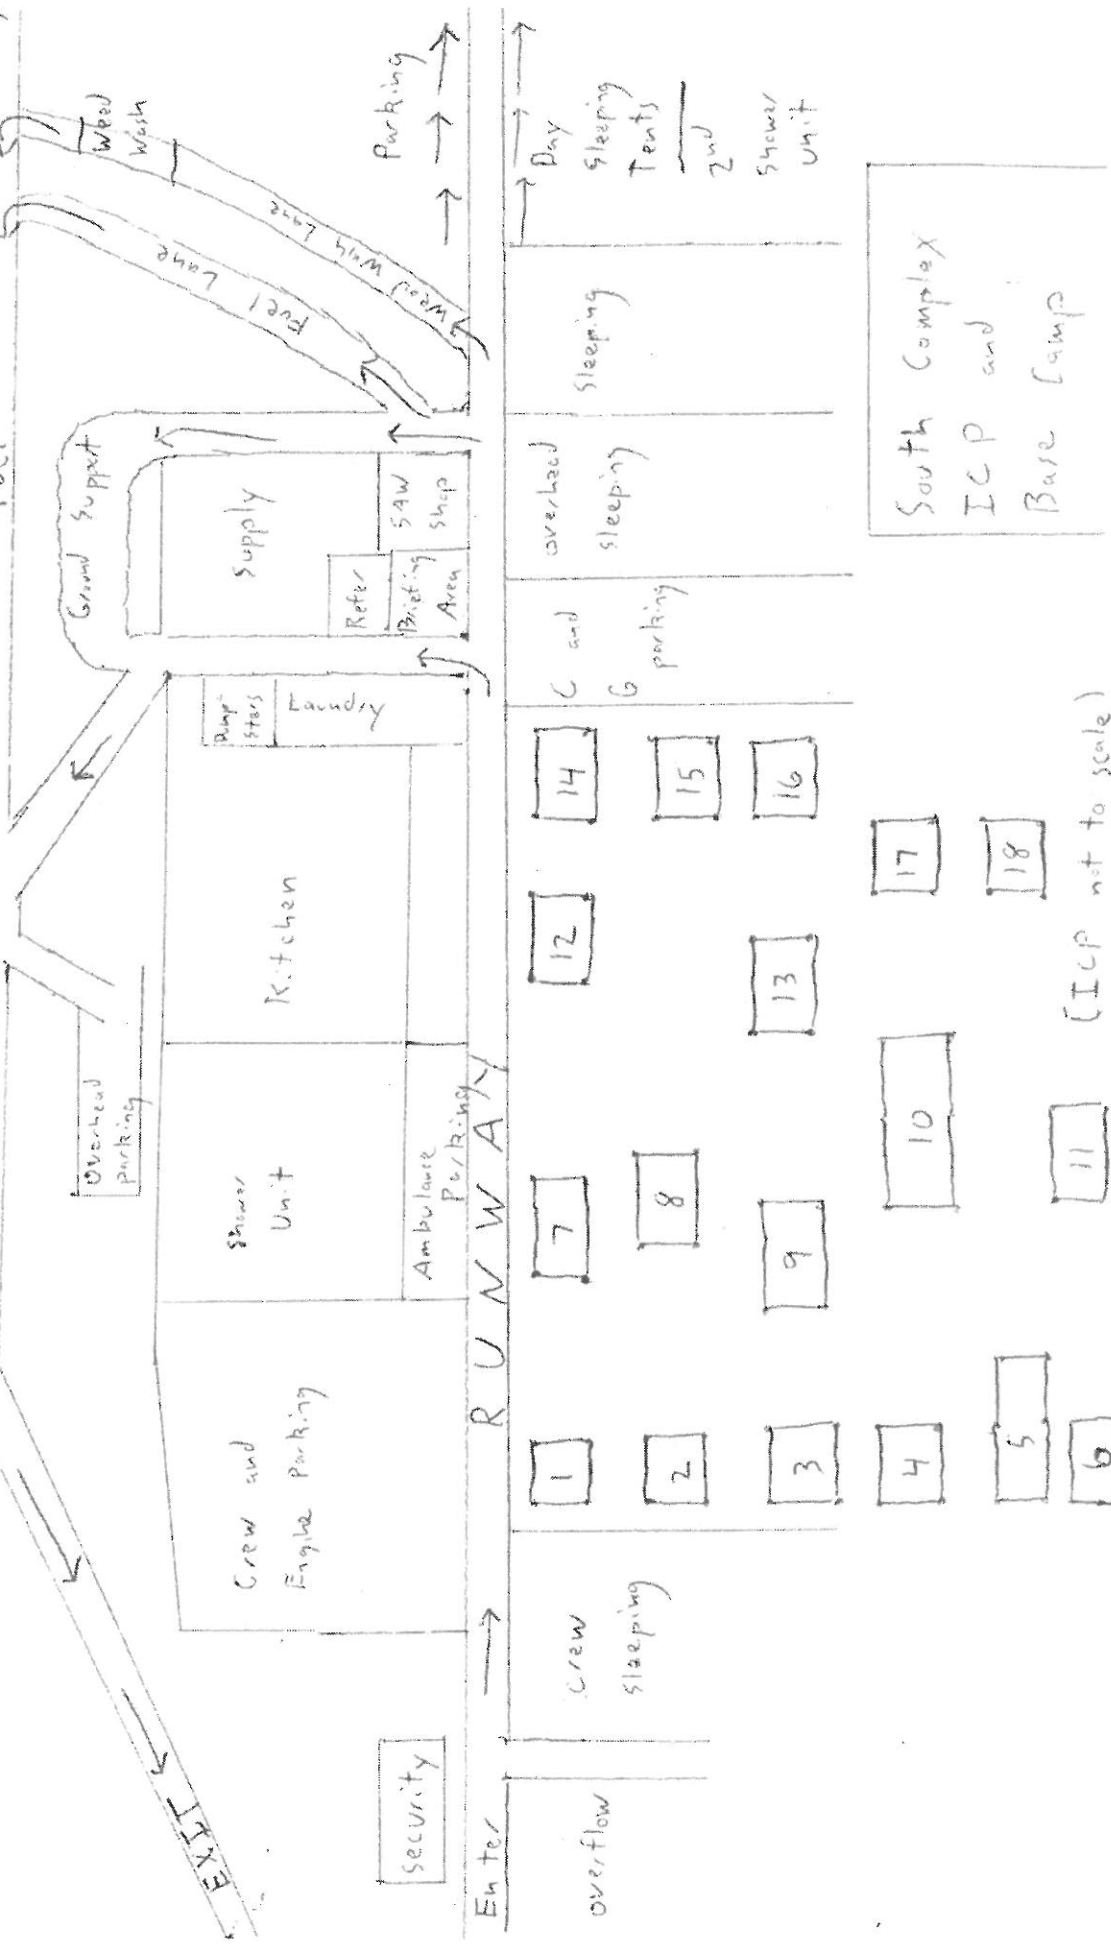 Weed
Wash
Parking
Day
Sleeping
Tents
2nd
Shower
Unit
Weed Wash Lane
Fuel Lane
Ground Support
Supply
SAW
Shop
Refer
Briefing
Area
Sleeping
overhead
sleeping
C and
G parking
South Complex
ICP and
Base Camp
Laundry
Kitchen
Overhead
parking
Shower
Unit
Ambulance
Parking
RUNWAY
Crew and
Engine Parking
1
2
3
4
5
6
7
8
9
10
11
12
13
14
15
16
17
18
(ICP not to scale)
Crew
Sleeping
Security
Enter
overflow
EXIT